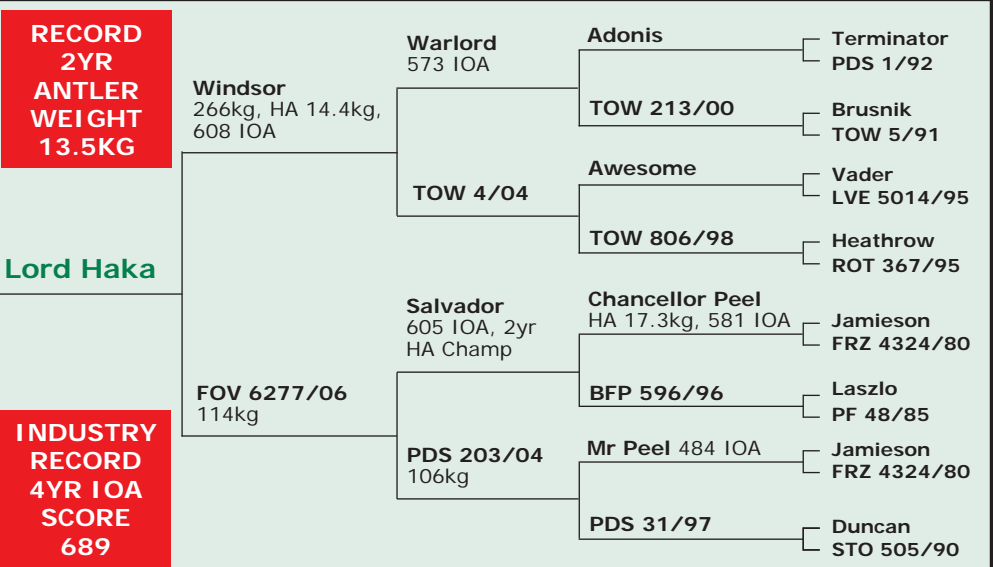 RECORD
2YR
ANTLER
WEIGHT
13.5KG
Lord Haka
INDUSTRY
RECORD
4YR IOA
SCORE
689
Windsor
266kg, HA 14.4kg,
608 IOA
FOV 6277/06
114kg
Warlord
573 IOA
TOW 4/04
Salvador
605 IOA, 2yr
HA Champ
PDS 203/04
106kg
Adonis
TOW 213/00
Awesome
TOW 806/98
Chancellor Peel
HA 17.3kg, 581 IOA
BFP 596/96
Mr Peel 484 IOA
PDS 31/97
Terminator
PDS 1/92
Brusnik
TOW 5/91
Vader
LVE 5014/95
Heathrow
ROT 367/95
Jamieson
FRZ 4324/80
Laszlo
PF 48/85
Jamieson
FRZ 4324/80
Duncan
STO 505/90